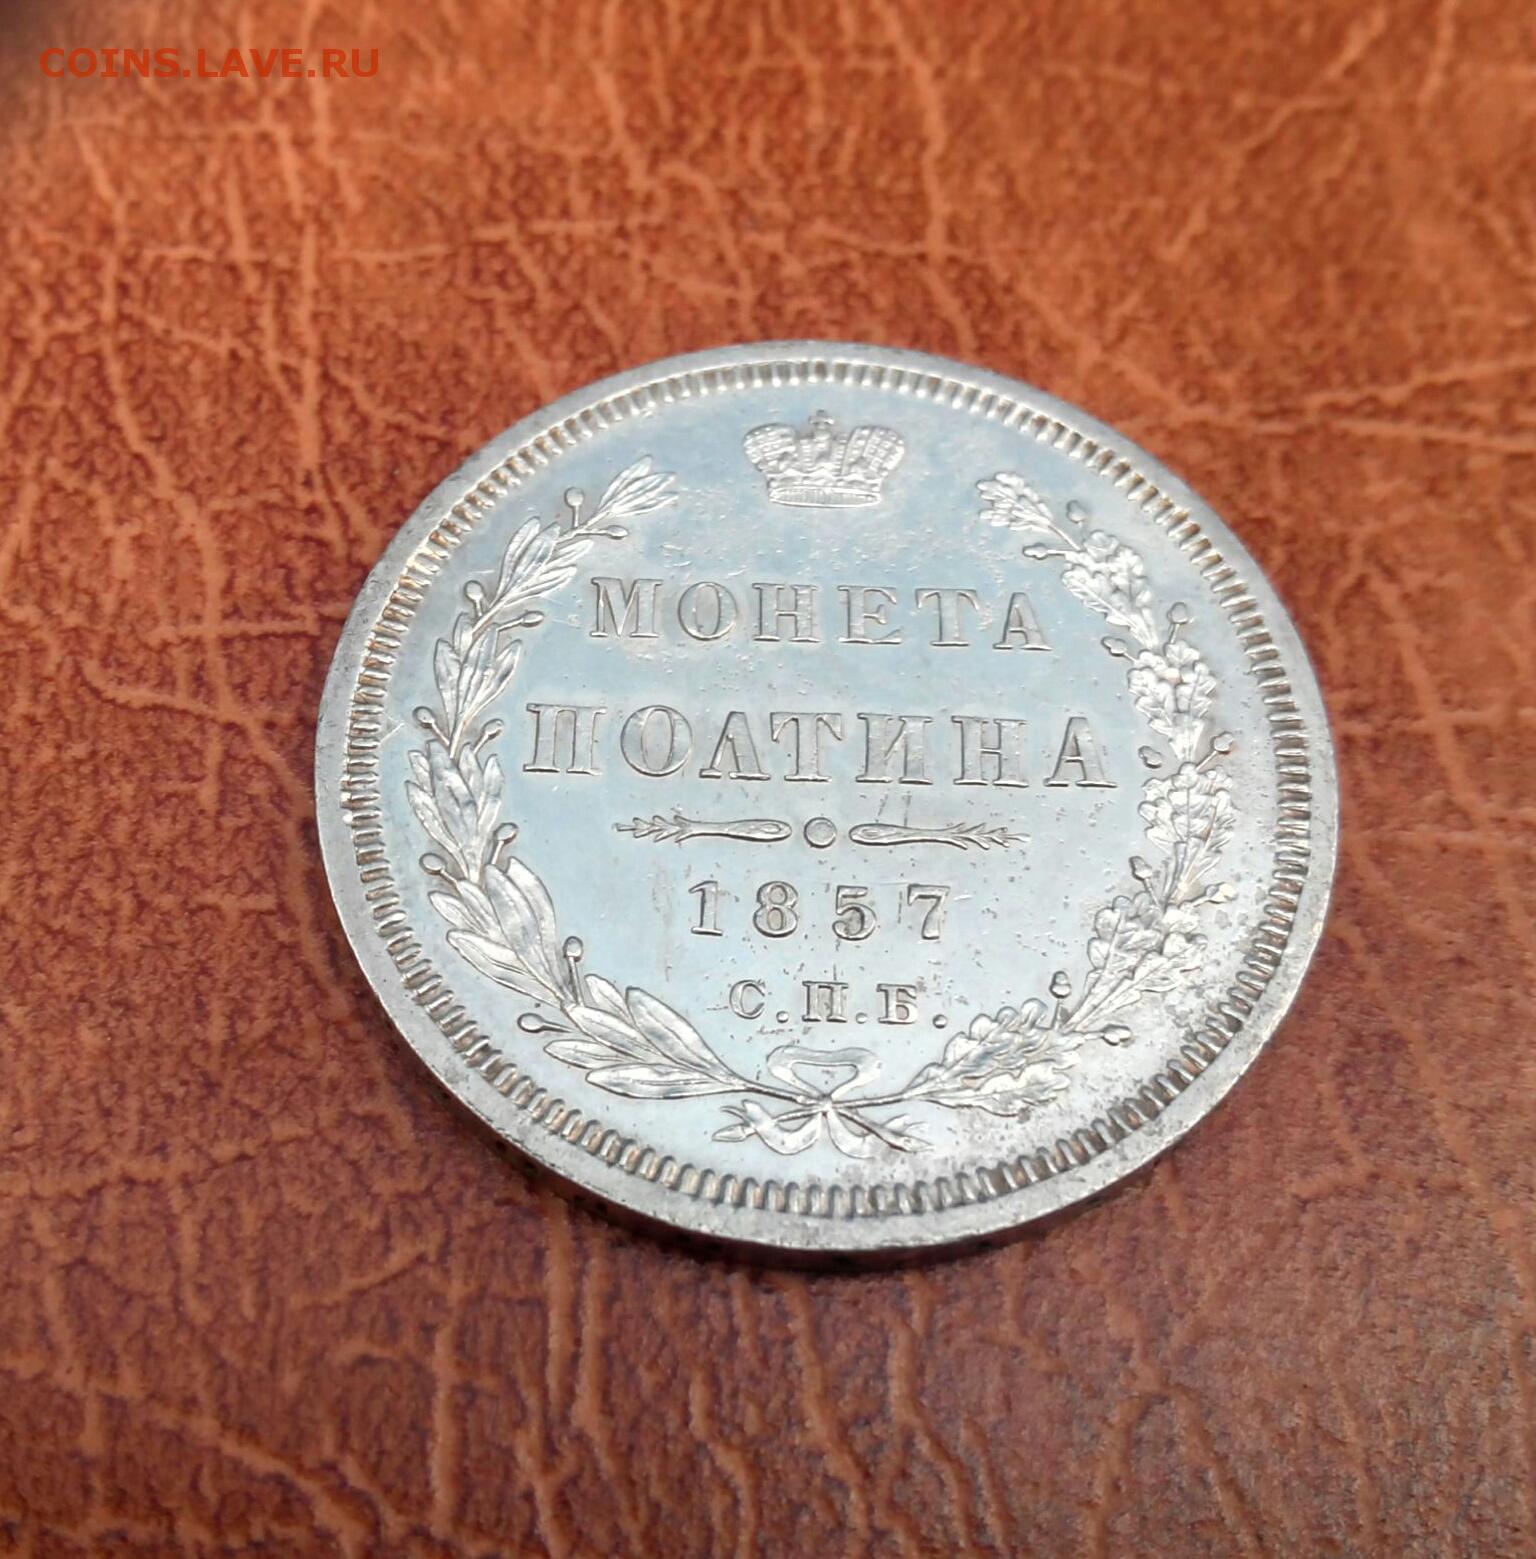 COINS.LAVE.RU
МОНЕТА
ПОЛТИНА
1857
С.П.Б.